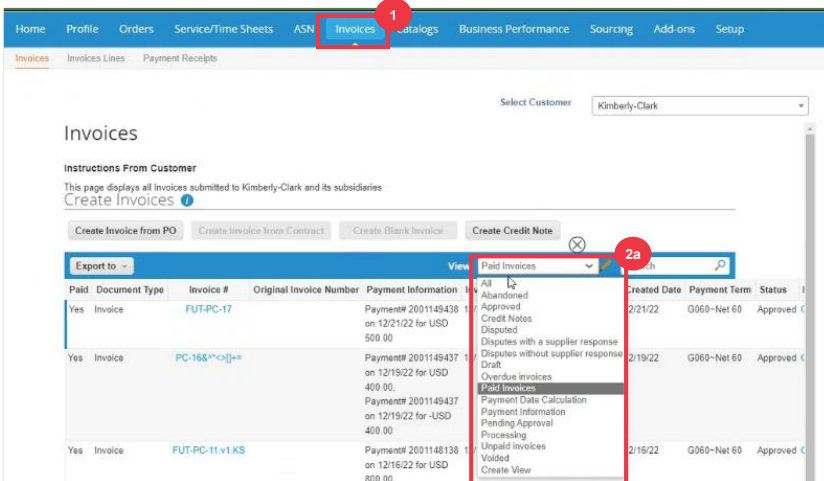 1
Home Profile Orders Service/Time Sheets ASN Invoices Catalogs Business Performance Sourcing Add-ons Setup
Invoices Invoices Lines Payment Receipts
Select Customer Kimberly-Clark
Invoices
Instructions From Customer
This page displays all Invoices submitted to Kimberly-Clark and its subsidiaries
Create Invoices i
Create Invoice from PO Create Invoice from Contract Create Blank Invoice Create Credit Note
2a
Export to View Paid Invoices
Paid Document Type Invoice # Original Invoice Number Payment Information Created Date Payment Term Status
Yes Invoice FUT-PC-17 Payment# 2001149438 2/21/22 G060~Net 60 Approved
on 12/21/22 for USD
500.00
Yes Invoice PC-16&^*<>[]+= Payment# 2001149437 2/19/22 G060~Net 60 Approved
on 12/19/22 for USD
400.00,
Payment# 2001149437
on 12/19/22 for -USD
400.00
Yes Invoice FUT-PC-11.v1.KS Payment# 2001148138 2/16/22 G060~Net 60 Approved
on 12/16/22 for USD
800.00,
All
Abandoned
Approved
Credit Notes
Disputed
Disputes with a supplier response
Disputes without supplier response
Draft
Overdue invoices
Paid Invoices
Payment Date Calculation
Payment Information
Pending Approval
Processing
Unpaid invoices
Voided
Create View